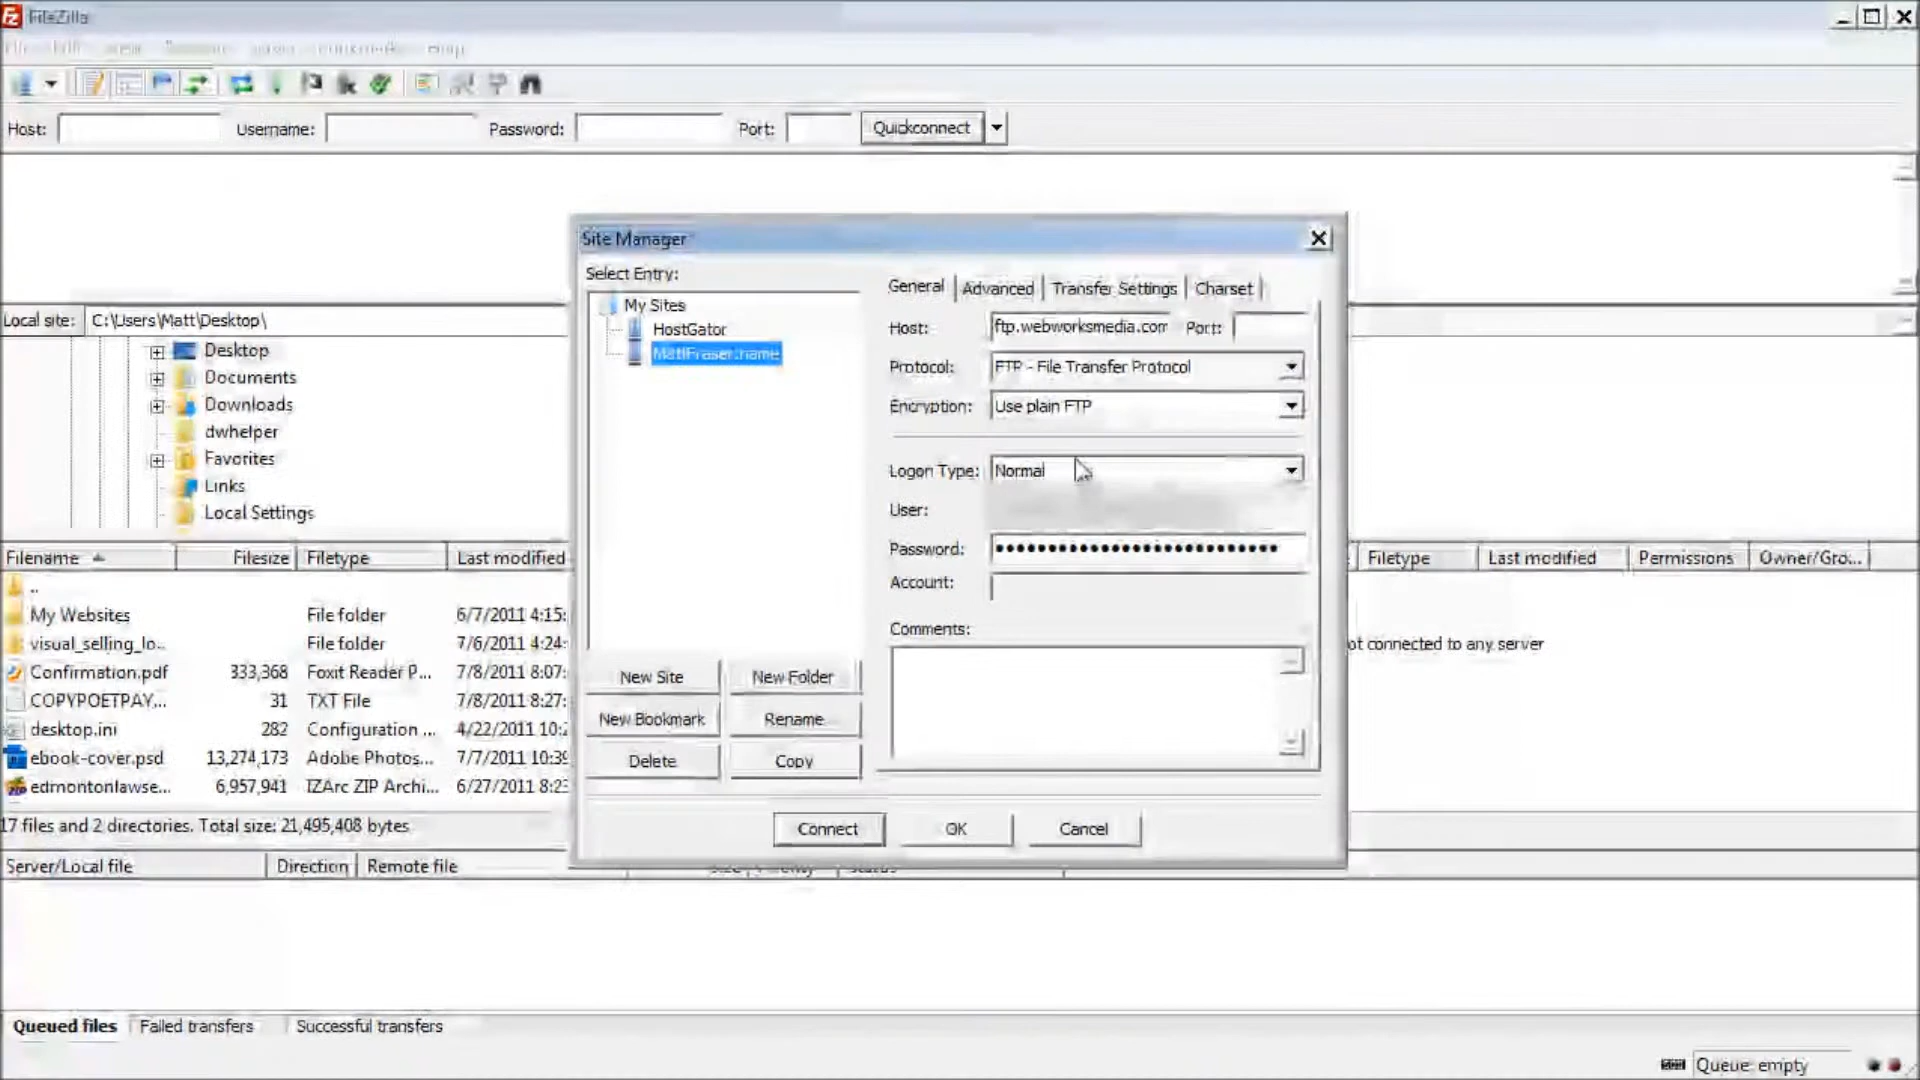 FileZilla
Host: Username: Password: Port: Quickconnect
Site Manager
Select Entry:
My Sites
HostGator
MattFraser.name
New Site New Folder
New Bookmark Rename
Delete Copy
General Advanced Transfer Settings Charset
Host: ftp.webworksmedia.com Port:
Protocol: FTP - File Transfer Protocol
Encryption: Use plain FTP
Logon Type: Normal
User:
Password: ●●●●●●●●●●●●●●●●●●●●●●●●●●●
Account:
Comments:
Connect OK Cancel
Local site: C:\Users\Matt\Desktop\
Desktop
Documents
Downloads
dwhelper
Favorites
Links
Local Settings
Filename Filesize Filetype Last modified
..
My Websites File folder 6/7/2011 4:15:
visual_selling_lo... File folder 7/6/2011 4:24:
Confirmation.pdf 333,368 Foxit Reader P... 7/8/2011 8:07:
COPYPOETPAY... 31 TXT File 7/8/2011 8:27:
desktop.ini 282 Configuration ... 4/22/2011 10:2
ebook-cover.psd 13,274,173 Adobe Photos... 7/7/2011 10:39
edmontonlawse... 6,957,941 IZArc ZIP Archi... 6/27/2011 8:23
17 files and 2 directories. Total size: 21,495,408 bytes
Filetype Last modified Permissions Owner/Gro...
ot connected to any server
Server/Local file Direction Remote file
Queued files Failed transfers Successful transfers
Queue: empty